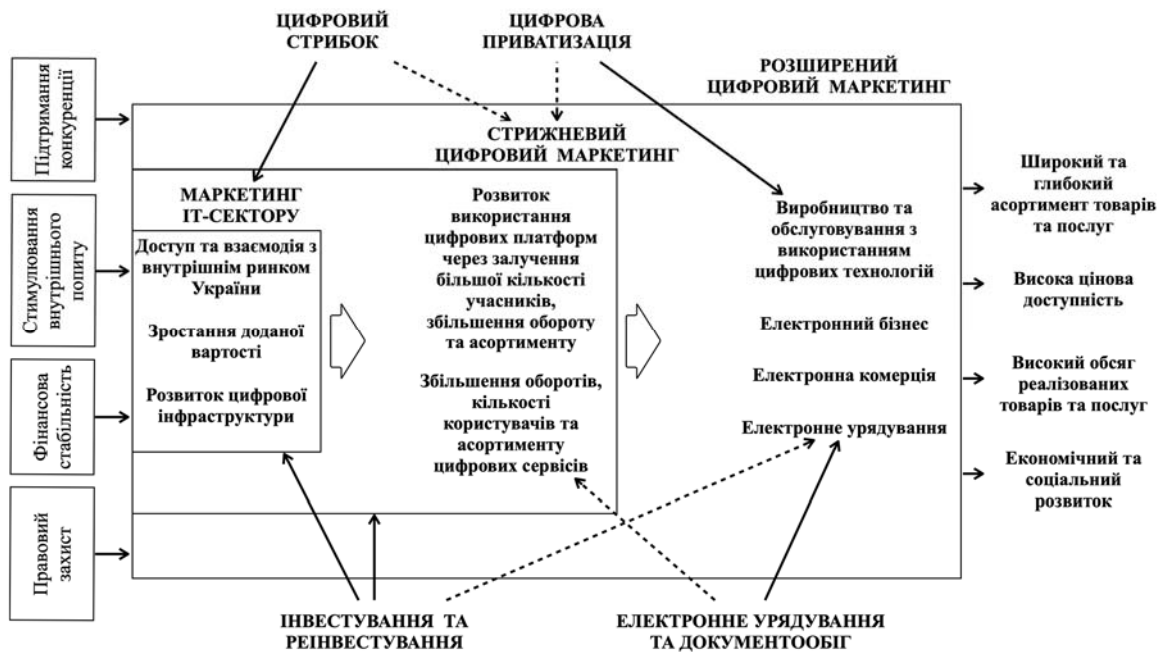 ЦИФРОВИЙ
СТРИБОК
ЦИФРОВА
ПРИВАТИЗАЦІЯ
РОЗШИРЕНИЙ
ЦИФРОВИЙ МАРКЕТИНГ
Підтримання
конкуренції
Стимулювання
внутрішнього
попиту
Фінансова
стабільність
Правовий
захист
МАРКЕТИНГ
ІТ-СЕКТОРУ
Доступ та взаємодія з
внутрішнім ринком
України
Зростання доданої
вартості
Розвиток цифрової
інфраструктури
СТРИЖНЕВИЙ
ЦИФРОВИЙ МАРКЕТИНГ
Розвиток
використання
цифрових платформ
через залучення
більшої кількості
учасників,
збільшення обороту
та асортименту
Збільшення оборотів,
кількості
користувачів та
асортименту
цифрових сервісів
Виробництво та
обслуговування з
використанням
цифрових технологій
Електронний бізнес
Електронна комерція
Електронне урядування
Широкий та
глибокий
асортимент товарів
та послуг
Висока цінова
доступність
Високий обсяг
реалізованих
товарів та послуг
Економічний та
соціальний
розвиток
ІНВЕСТУВАННЯ ТА
РЕІНВЕСТУВАННЯ
ЕЛЕКТРОННЕ УРЯДУВАННЯ
ТА ДОКУМЕНТООБІГ